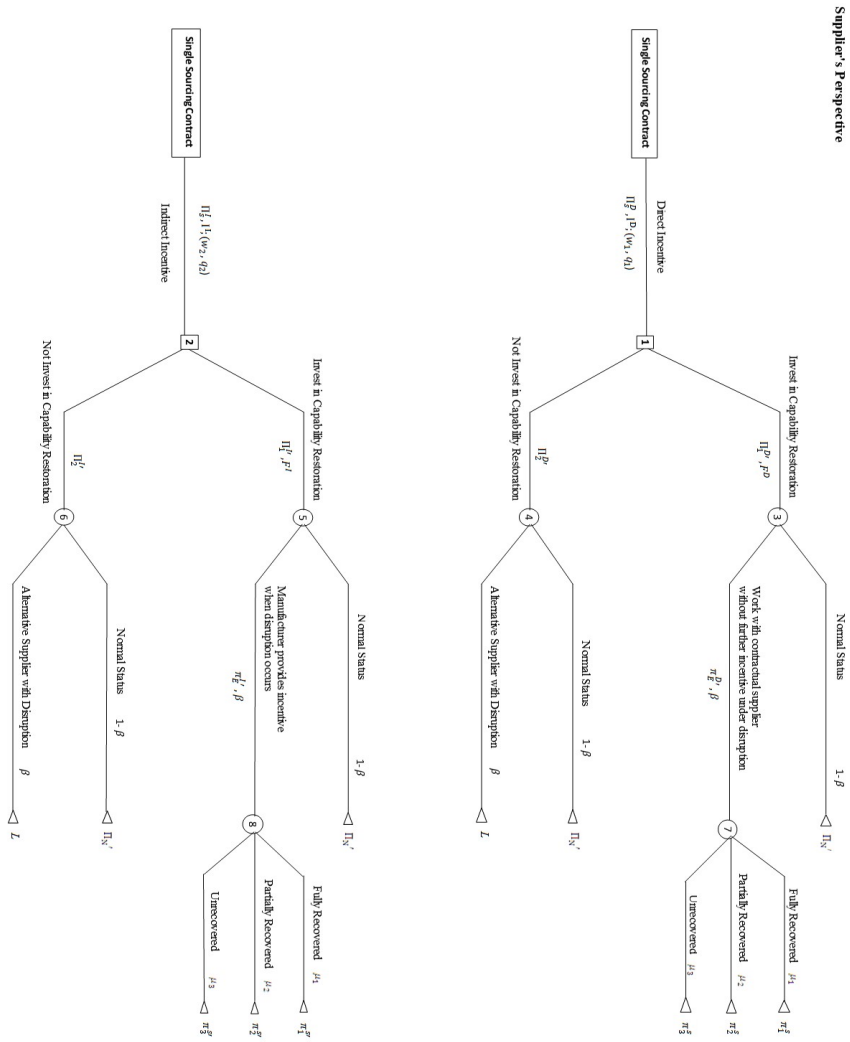 Supplier's Perspective
Single Sourcing Contract
Direct Incentive
Π_s^D, I^D; (w_1, q_1)
1
Invest in Capability Restoration
Π_1^{D'}, F^D
Not Invest in Capability Restoration
Π_2^{D'}
3
Normal Status 1-β
Π_N'
Work with contractual supplier
without further incentive under disruption
π_E^{D'}, β
7
Fully Recovered μ_1
π_1^s
Partially Recovered μ_2
π_2^s
Unrecovered μ_3
π_3^s
4
Normal Status 1-β
Π_N'
Alternative Supplier with Disruption β
L
Single Sourcing Contract
Π_s^I, I^I; (w_2, q_2)
Indirect Incentive
2
Invest in Capability Restoration
Π_1^{I'}, F^I
Not Invest in Capability Restoration
Π_2^{I'}
5
Normal Status 1-β
Π_N'
Manufacturer provides incentive
when disruption occurs
π_E^{I'}, β
8
Fully Recovered μ_1
π_1^{s'}
Partially Recovered μ_2
π_2^{s'}
Unrecovered μ_3
π_3^{s'}
6
Normal Status 1-β
Π_N'
Alternative Supplier with Disruption β
L